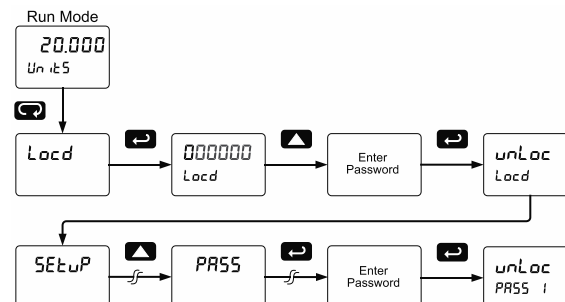 Run Mode
20.000
Units
Locd
000000
Locd
Enter
Password
unLoc
Locd
SEtuP
PASS
Enter
Password
unLoc
PASS 1